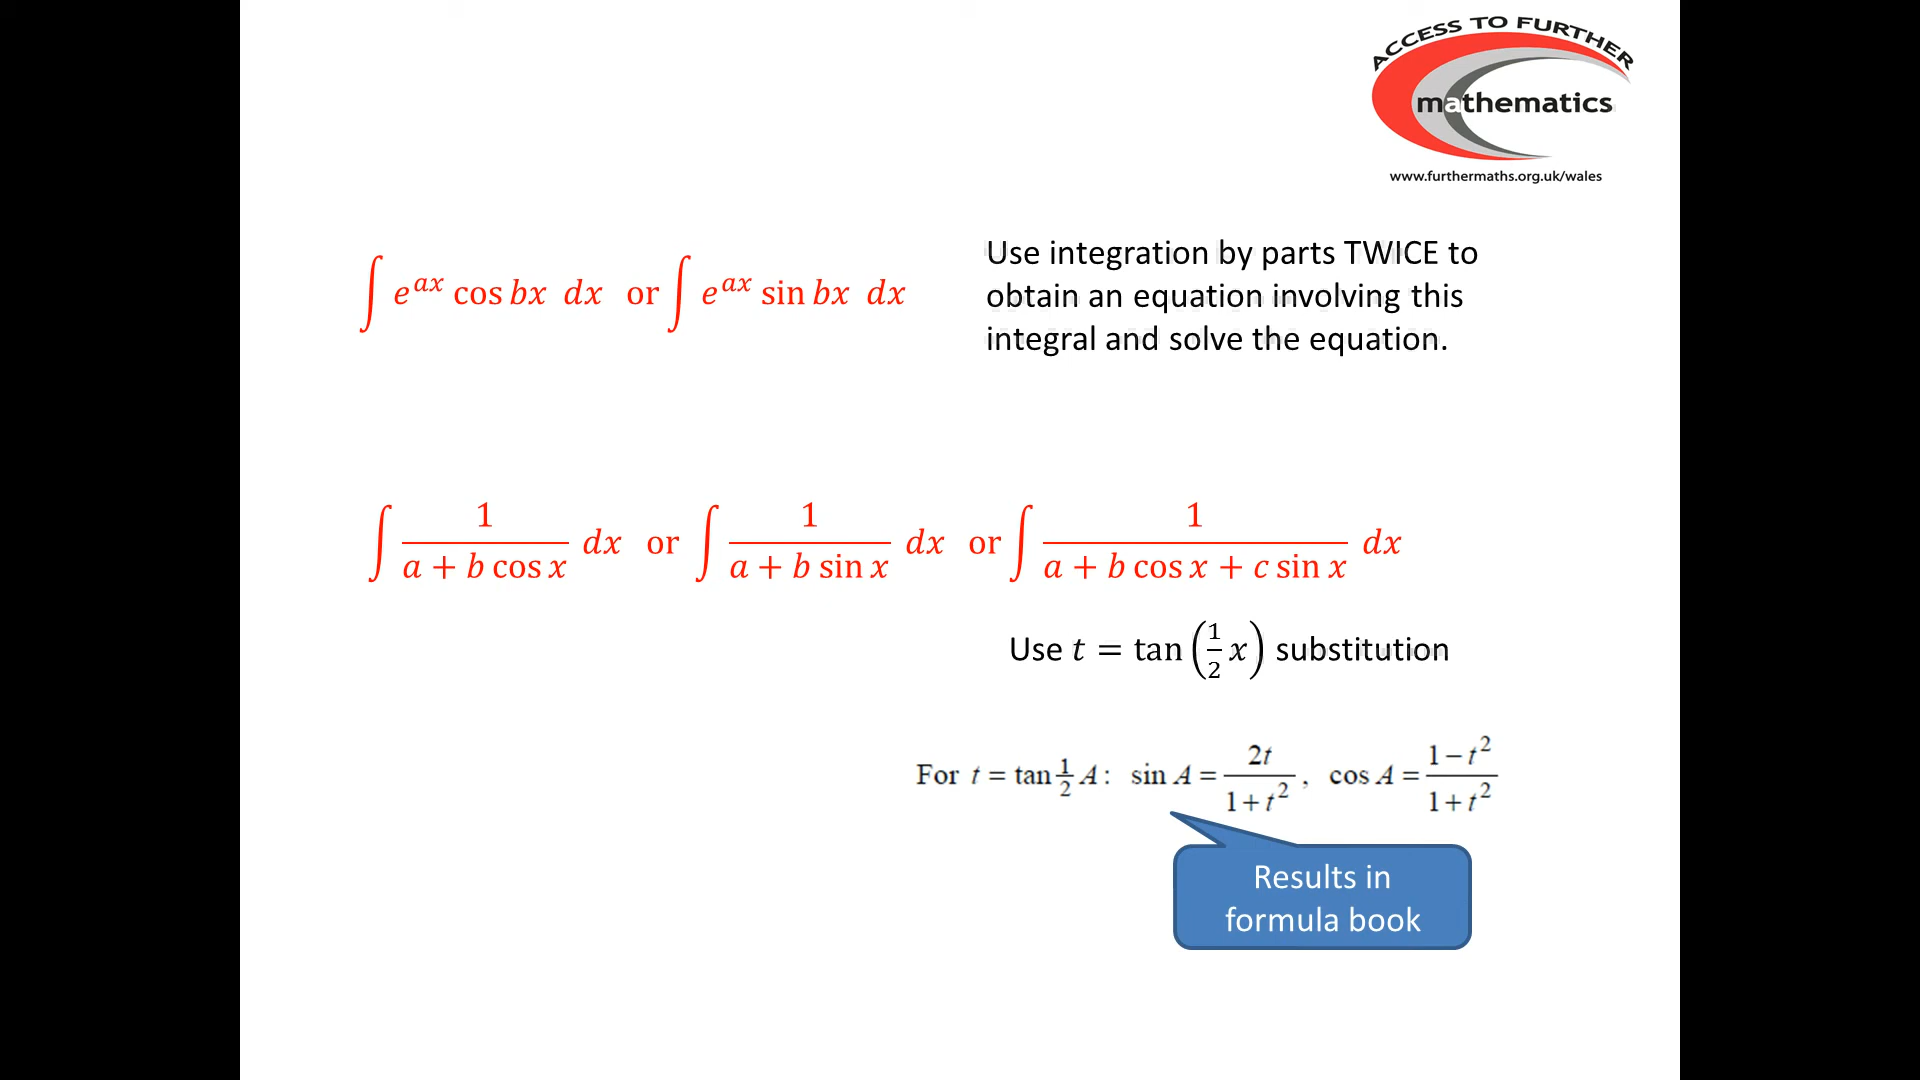 ACCESS TO FURTHER
mathematics
www.furthermaths.org.uk/wales
∫ e^{ax} cos bx dx or ∫ e^{ax} sin bx dx
Use integration by parts TWICE to
obtain an equation involving this
integral and solve the equation.
∫ 1/(a + b cos x) dx or ∫ 1/(a + b sin x) dx or ∫ 1/(a + b cos x + c sin x) dx
Use t = tan(1/2 x) substitution
For t = tan 1/2 A: sin A = 2t/(1+t²), cos A = (1−t²)/(1+t²)
Results in
formula book